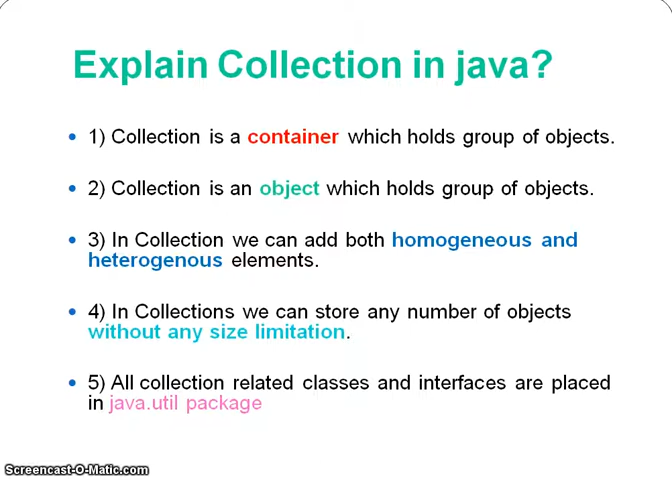 Explain Collection in java?
• 1) Collection is a container which holds group of objects.
• 2) Collection is an object which holds group of objects.
• 3) In Collection we can add both homogeneous and
heterogenous elements.
• 4) In Collections we can store any number of objects
without any size limitation.
• 5) All collection related classes and interfaces are placed
in java.util package
Screencast-O-Matic.com